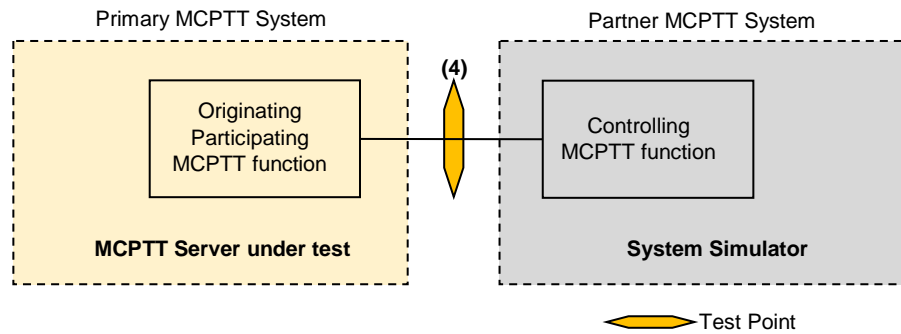 Primary MCPTT System
Partner MCPTT System
(4)
Originating
Participating
MCPTT function
Controlling
MCPTT function
MCPTT Server under test
System Simulator
Test Point